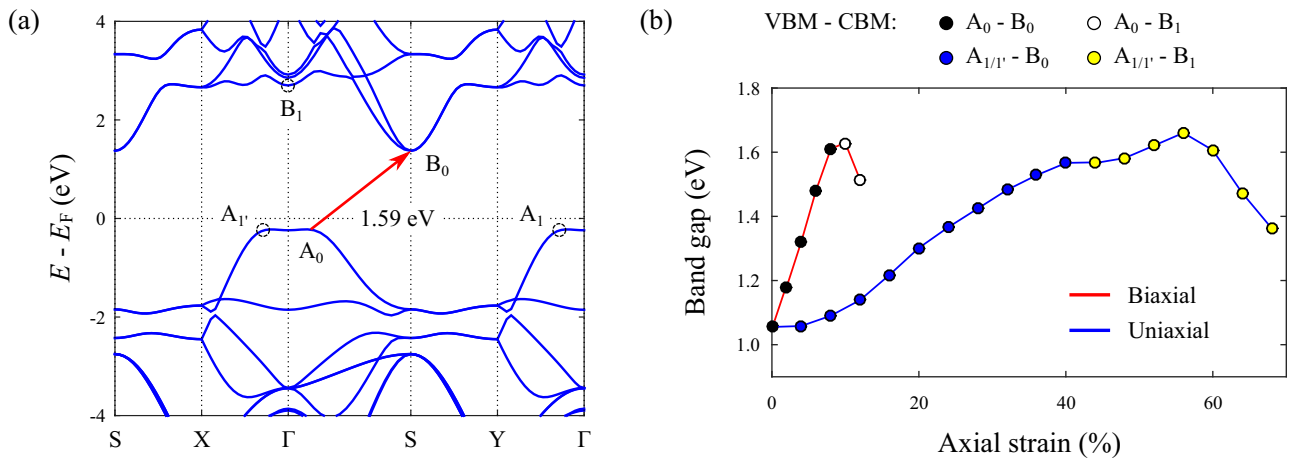 (a)
E - E_F (eV)
4
2
0
-2
-4
B₁
B₀
A₁'
A₁
1.59 eV
A₀
S X Γ S Y Γ
(b)
VBM - CBM:
A₀ - B₀
A₀ - B₁
A₁/₁' - B₀
A₁/₁' - B₁
Band gap (eV)
1.8
1.6
1.4
1.2
1.0
Biaxial
Uniaxial
0 20 40 60
Axial strain (%)